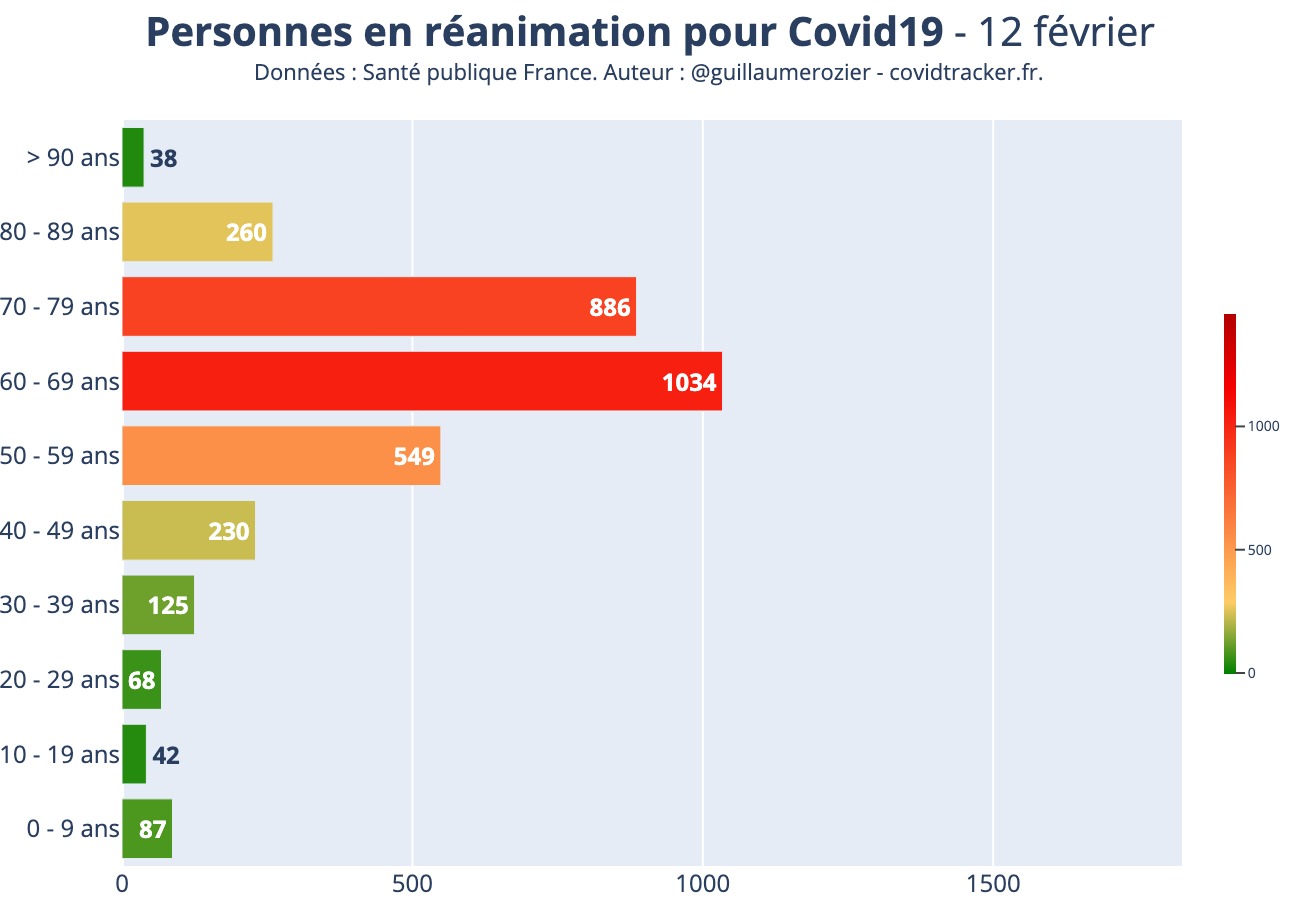 Personnes en réanimation pour Covid19 - 12 février
Données : Santé publique France. Auteur : @guillaumerozier - covidtracker.fr.
> 90 ans 38
80 - 89 ans 260
70 - 79 ans 886
60 - 69 ans 1034
50 - 59 ans 549
40 - 49 ans 230
30 - 39 ans 125
20 - 29 ans 68
10 - 19 ans 42
0 - 9 ans 87
0 500 1000 1500
1000
500
0